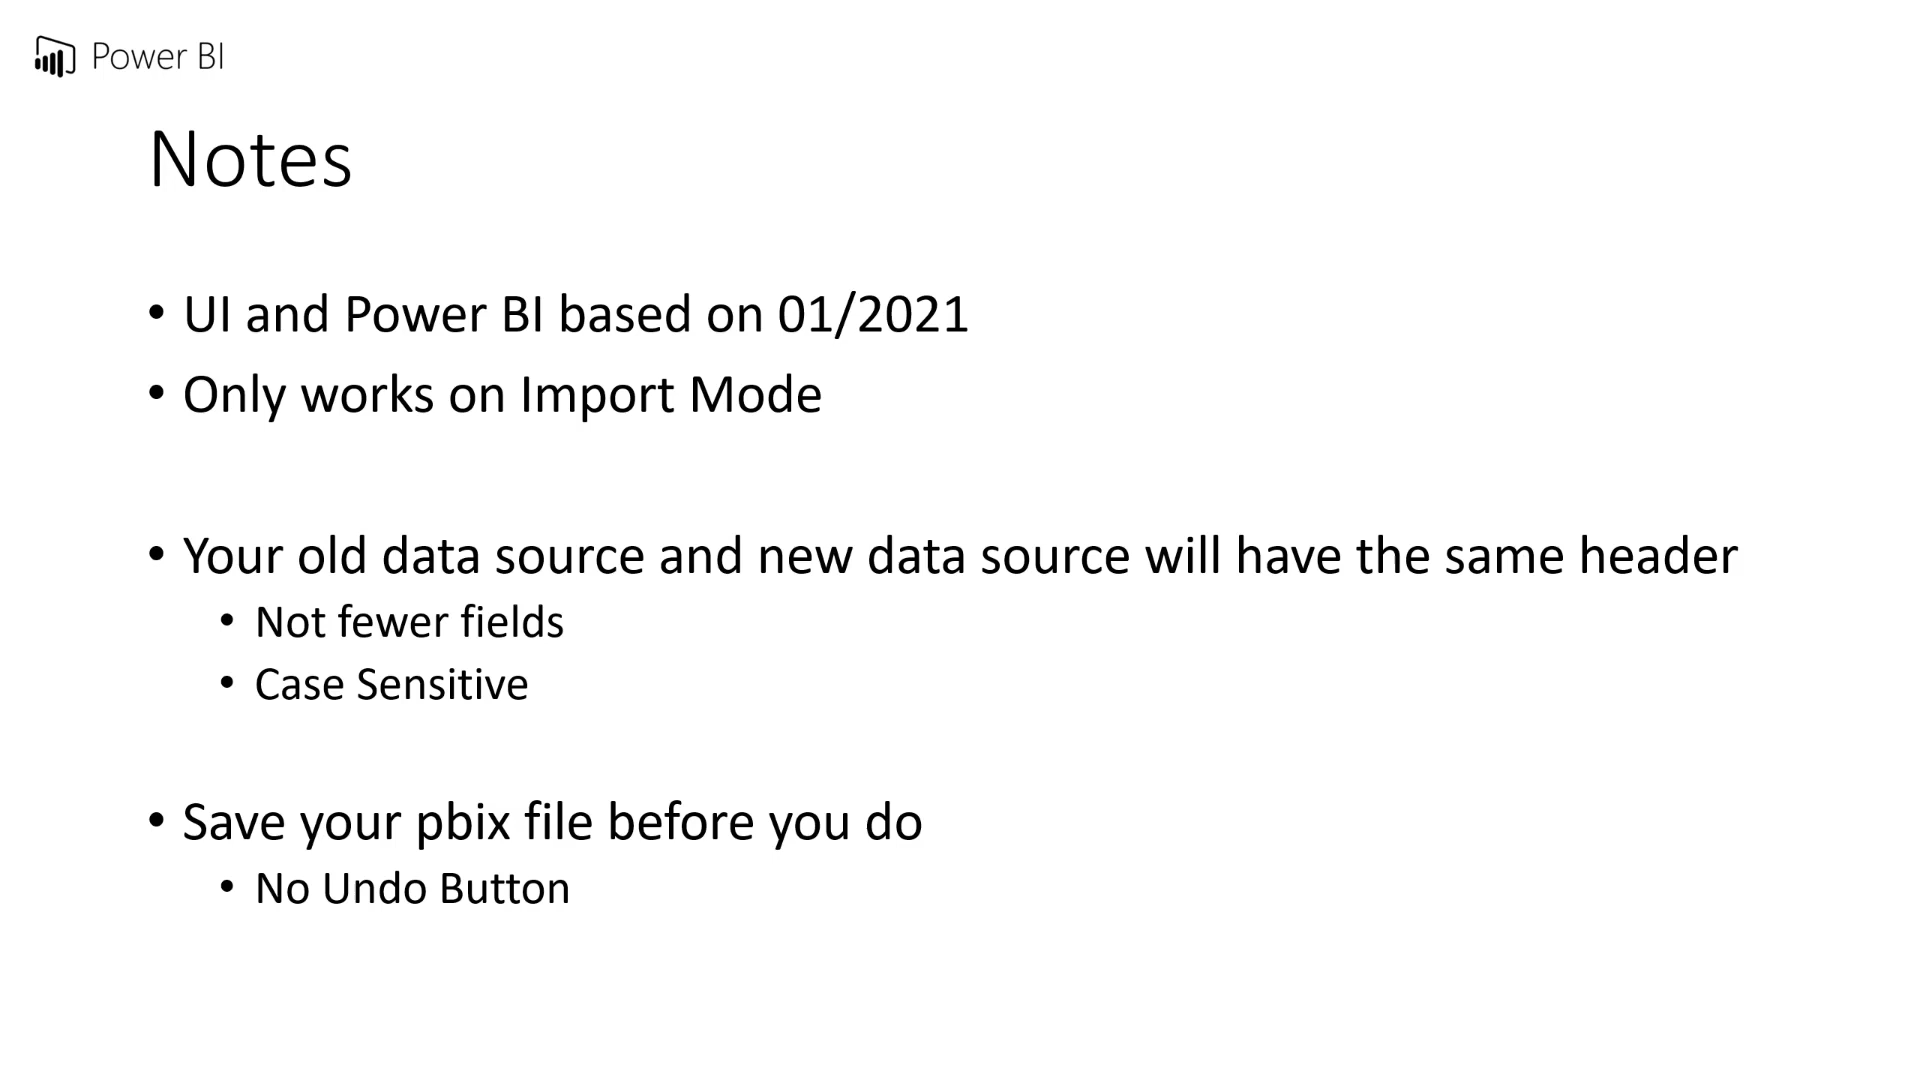 Power BI
Notes
• UI and Power BI based on 01/2021
• Only works on Import Mode
• Your old data source and new data source will have the same header
• Not fewer fields
• Case Sensitive
• Save your pbix file before you do
• No Undo Button